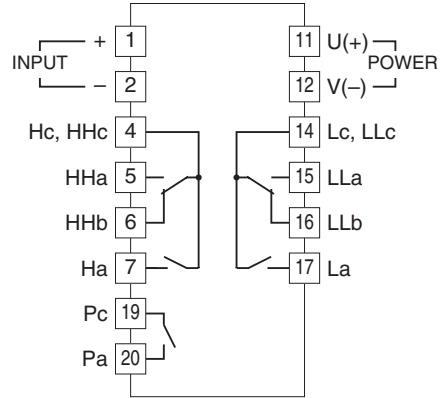 + 1 11 U(+)
INPUT POWER
− 2 12 V(–)
Hc, HHc 4 14 Lc, LLc
HHa 5 15 LLa
HHb 6 16 LLb
Ha 7 17 La
Pc 19
Pa 20